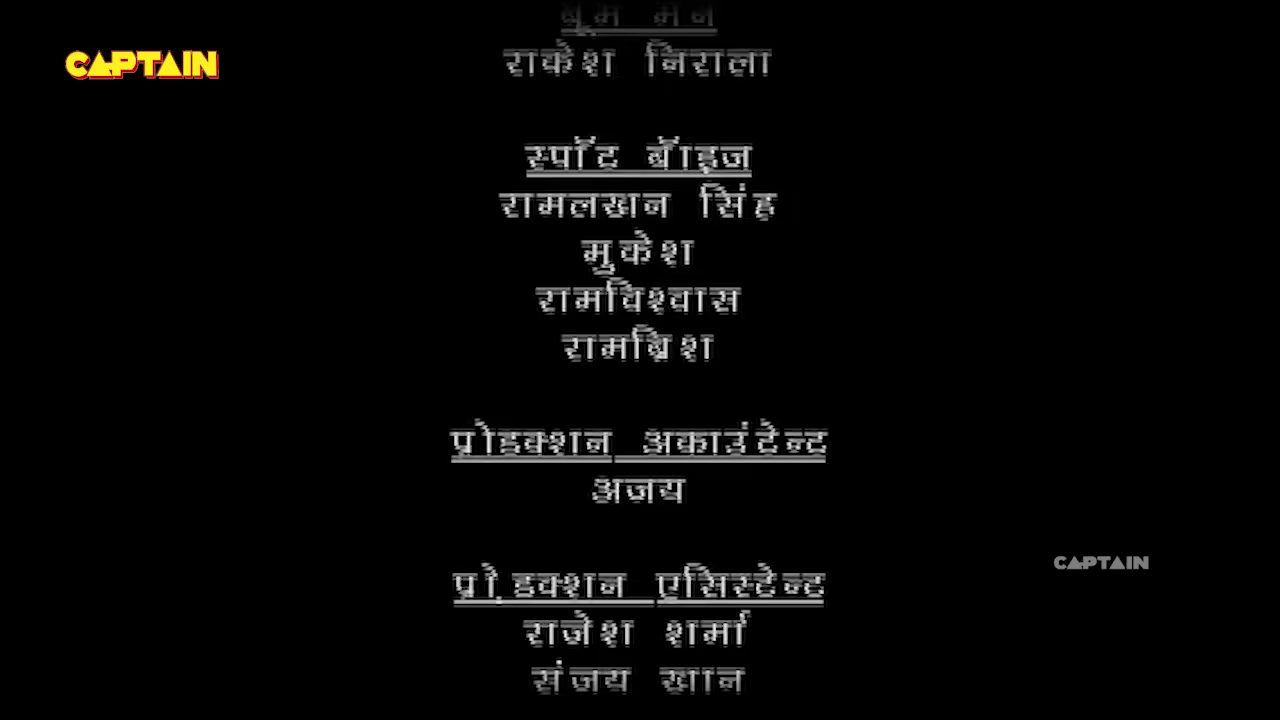 बूम मैन
CAPTAIN
राकेश निराला
स्पॉट बॅाइज
रामलखान सिंह
मुकेश
रामविश्वास
प्रोडक्शन अकाउंटेन्ट
अजय
CAPTAIN
प्रो.डक्शन एसिस्टेन्ट
राजेश शर्मा
संजय खान